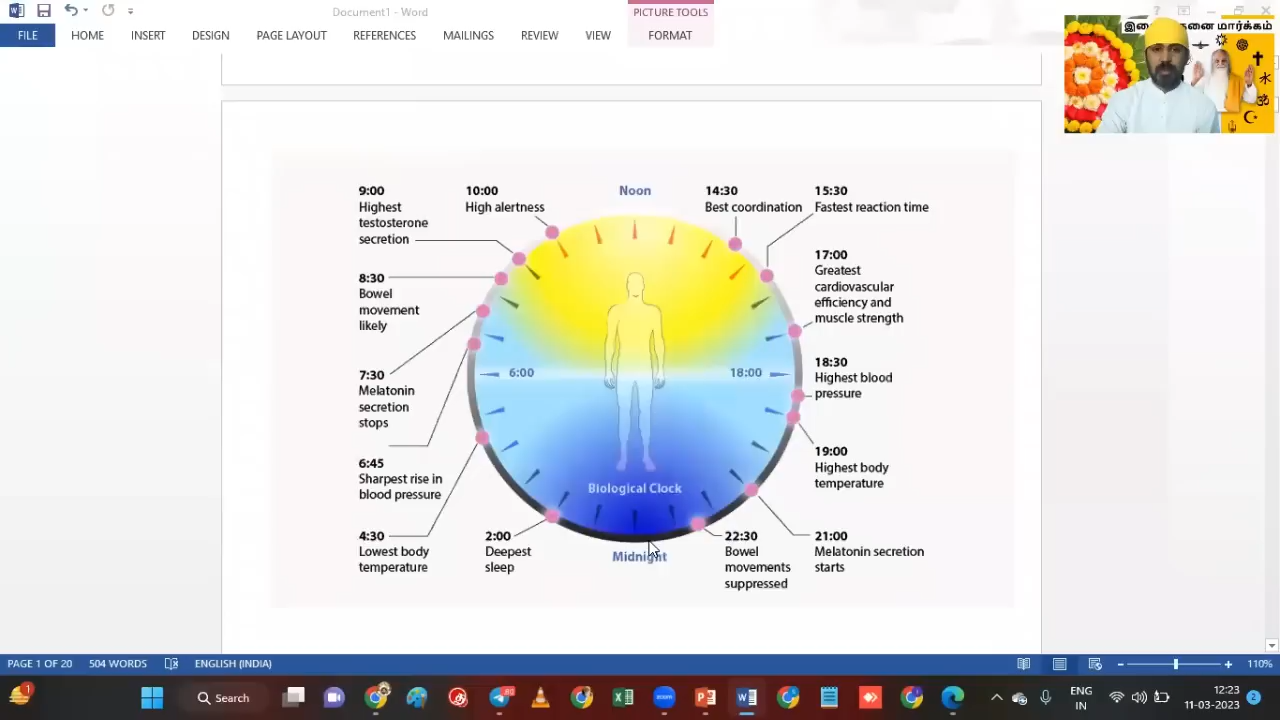 Document1 - Word
PICTURE TOOLS
FILE
HOME
INSERT
DESIGN
PAGE LAYOUT
REFERENCES
MAILINGS
REVIEW
VIEW
FORMAT
மார்க்கம்
9:00
Highest
testosterone
secretion
10:00
High alertness
Noon
14:30
Best coordination
15:30
Fastest reaction time
17:00
Greatest
cardiovascular
efficiency and
muscle strength
8:30
Bowel
movement
likely
18:30
Highest blood
pressure
6:00
18:00
7:30
Melatonin
secretion
stops
19:00
Highest body
temperature
6:45
Sharpest rise in
blood pressure
Biological Clock
4:30
Lowest body
temperature
2:00
Deepest
sleep
Midnight
22:30
Bowel
movements
suppressed
21:00
Melatonin secretion
starts
PAGE 1 OF 20
504 WORDS
ENGLISH (INDIA)
110%
Search
80
zoom
ENG
IN
12:23
11-03-2023
2